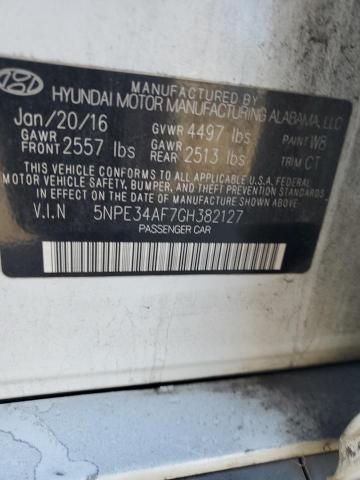 MANUFACTURED BY
HYUNDAI MOTOR MANUFACTURING ALABAMA, LLC
Jan/20/16 GVWR 4497 lbs PAINT W8
GAWR FRONT 2557 lbs GAWR REAR 2513 lbs TRIM CT
THIS VEHICLE CONFORMS TO ALL APPLICABLE U.S.A FEDERAL
MOTOR VEHICLE SAFETY, BUMPER, AND THEFT PREVENTION
STANDARDS IN EFFECT ON THE DATE OF MANUFACTURE SHOWN ABOVE.
V.I.N 5NPE34AF7GH382127
PASSENGER CAR